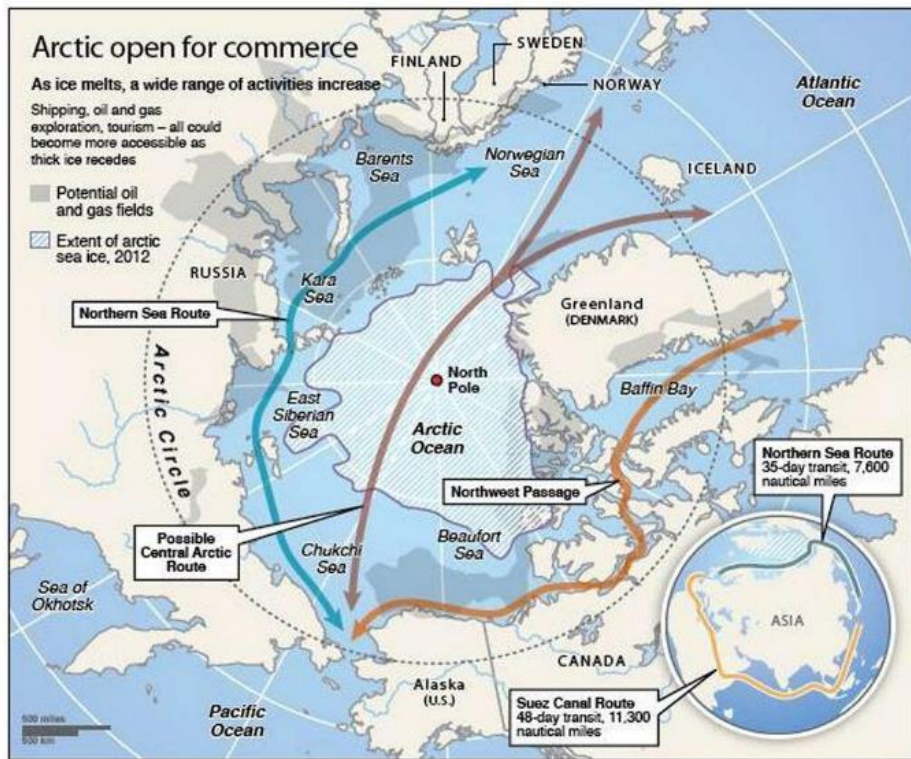 Arctic open for commerce
As ice melts, a wide range of activities increase
Shipping, oil and gas
exploration, tourism – all could
become more accessible as
thick ice recedes
Potential oil
and gas fields
Extent of arctic
sea ice, 2012
FINLAND
SWEDEN
NORWAY
Atlantic
Ocean
Barents
Sea
Norwegian
Sea
ICELAND
RUSSIA
Kara
Sea
Northern Sea Route
Greenland
(DENMARK)
Arctic Circle
North
Pole
East
Siberian
Sea
Arctic
Ocean
Baffin Bay
Northwest Passage
Northern Sea Route
35-day transit, 7,600
nautical miles
Possible
Central Arctic
Route
Chukchi
Sea
Beaufort
Sea
Sea of
Okhotsk
ASIA
CANADA
Alaska
(U.S.)
Suez Canal Route
48-day transit, 11,300
nautical miles
Pacific
Ocean
500 miles
500 km